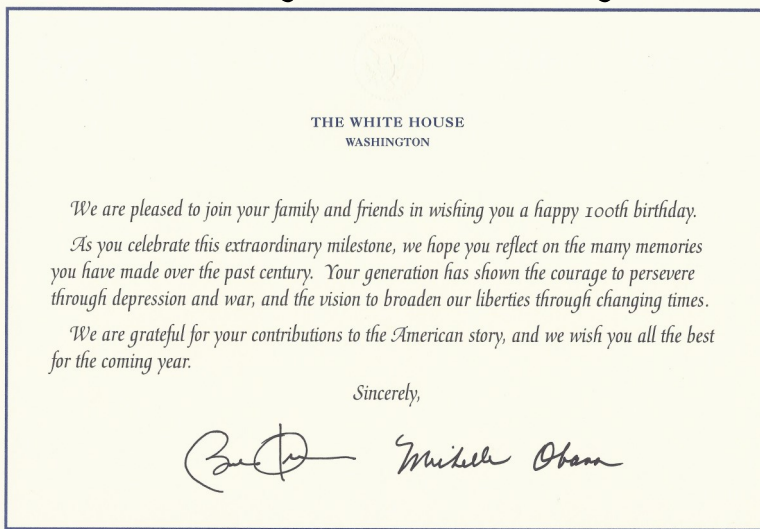 THE WHITE HOUSE
WASHINGTON
We are pleased to join your family and friends in wishing you a happy 100th birthday.
As you celebrate this extraordinary milestone, we hope you reflect on the many memories
you have made over the past century. Your generation has shown the courage to persevere
through depression and war, and the vision to broaden our liberties through changing times.
We are grateful for your contributions to the American story, and we wish you all the best
for the coming year.
Sincerely,
Michelle Obama